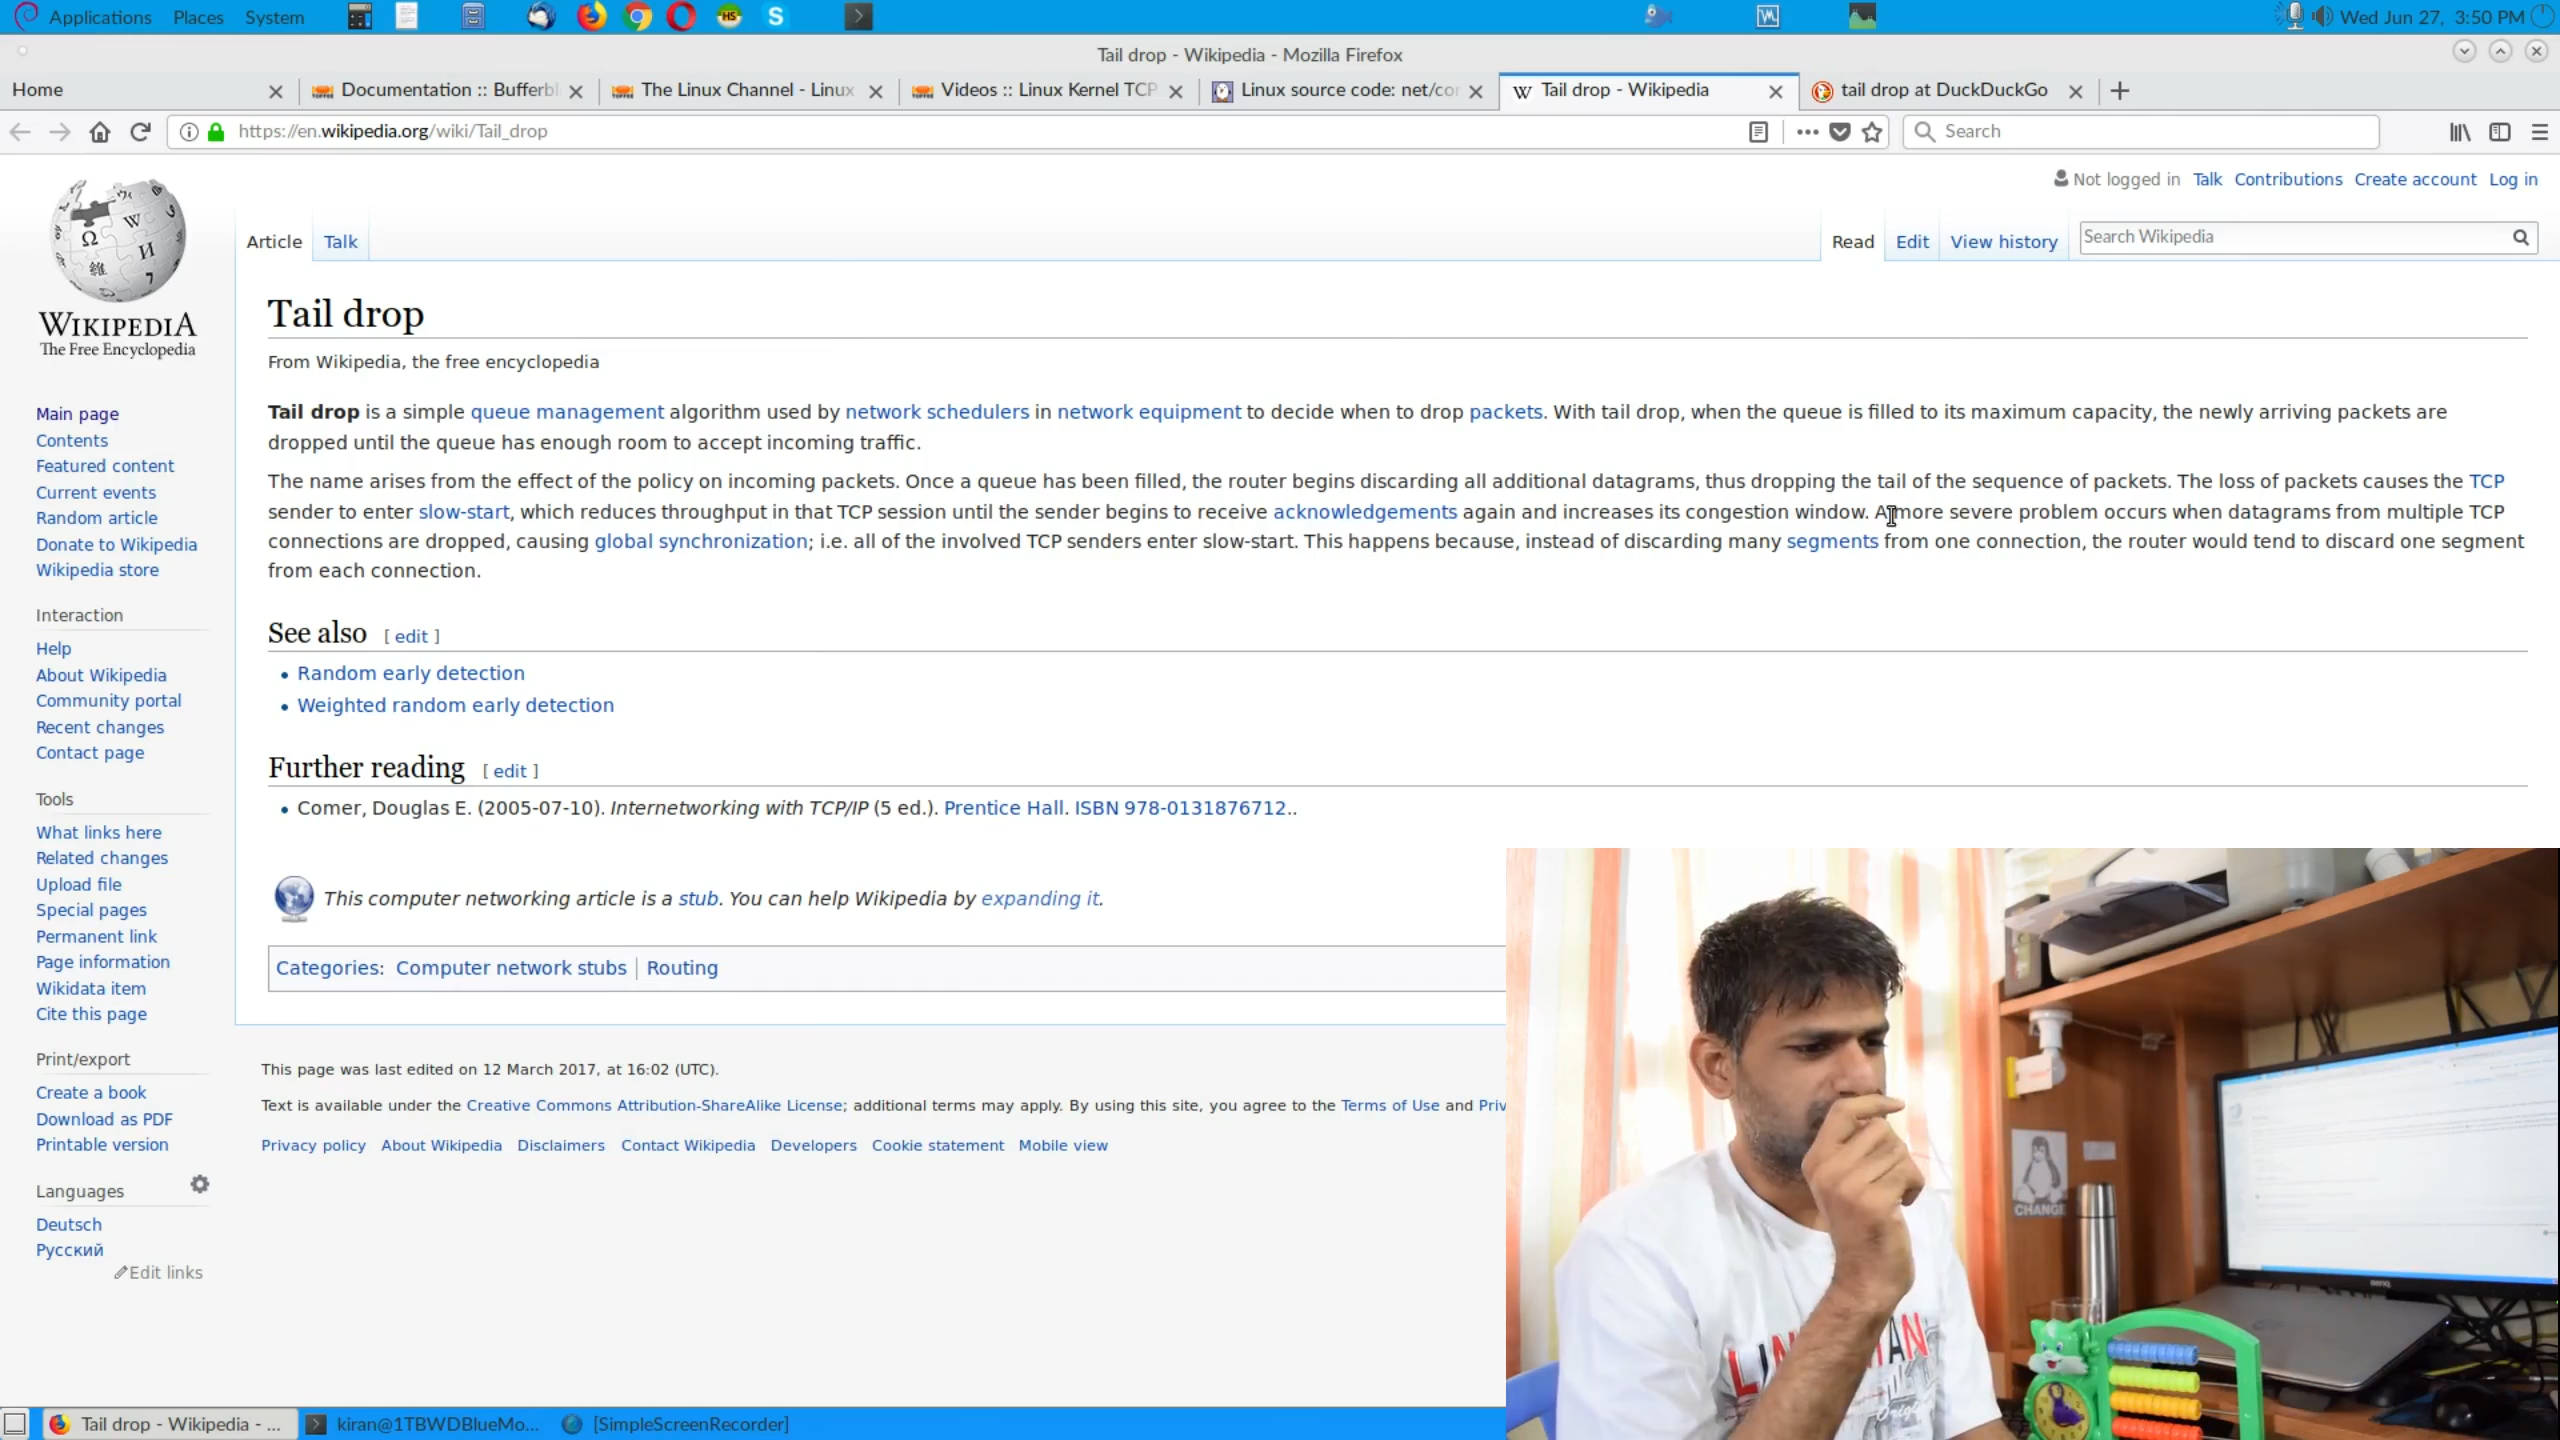 Applications Places System
Wed Jun 27, 3:50 PM
Tail drop - Wikipedia - Mozilla Firefox
Home
Documentation :: Bufferbl
The Linux Channel - Linux
Videos :: Linux Kernel TCP
Linux source code: net/cor
Tail drop - Wikipedia
tail drop at DuckDuckGo
https://en.wikipedia.org/wiki/Tail_drop
Search
Not logged in Talk Contributions Create account Log in
Article Talk
Read Edit View history
Search Wikipedia
WIKIPEDIA
The Free Encyclopedia
Tail drop
From Wikipedia, the free encyclopedia
Tail drop is a simple queue management algorithm used by network schedulers in network equipment to decide when to drop packets. With tail drop, when the queue is filled to its maximum capacity, the newly arriving packets are
dropped until the queue has enough room to accept incoming traffic.
The name arises from the effect of the policy on incoming packets. Once a queue has been filled, the router begins discarding all additional datagrams, thus dropping the tail of the sequence of packets. The loss of packets causes the TCP
sender to enter slow-start, which reduces throughput in that TCP session until the sender begins to receive acknowledgements again and increases its congestion window. A more severe problem occurs when datagrams from multiple TCP
connections are dropped, causing global synchronization; i.e. all of the involved TCP senders enter slow-start. This happens because, instead of discarding many segments from one connection, the router would tend to discard one segment
from each connection.
See also [ edit ]
Random early detection
Weighted random early detection
Further reading [ edit ]
Comer, Douglas E. (2005-07-10). Internetworking with TCP/IP (5 ed.). Prentice Hall. ISBN 978-0131876712..
This computer networking article is a stub. You can help Wikipedia by expanding it.
Categories: Computer network stubs | Routing
This page was last edited on 12 March 2017, at 16:02 (UTC).
Text is available under the Creative Commons Attribution-ShareAlike License; additional terms may apply. By using this site, you agree to the Terms of Use and Priv
Privacy policy About Wikipedia Disclaimers Contact Wikipedia Developers Cookie statement Mobile view
Main page
Contents
Featured content
Current events
Random article
Donate to Wikipedia
Wikipedia store
Interaction
Help
About Wikipedia
Community portal
Recent changes
Contact page
Tools
What links here
Related changes
Upload file
Special pages
Permanent link
Page information
Wikidata item
Cite this page
Print/export
Create a book
Download as PDF
Printable version
Languages
Deutsch
Русский
Edit links
CHANGE
benq
Tail drop - Wikipedia - ...
kiran@1TBWDBlueMo...
[SimpleScreenRecorder]